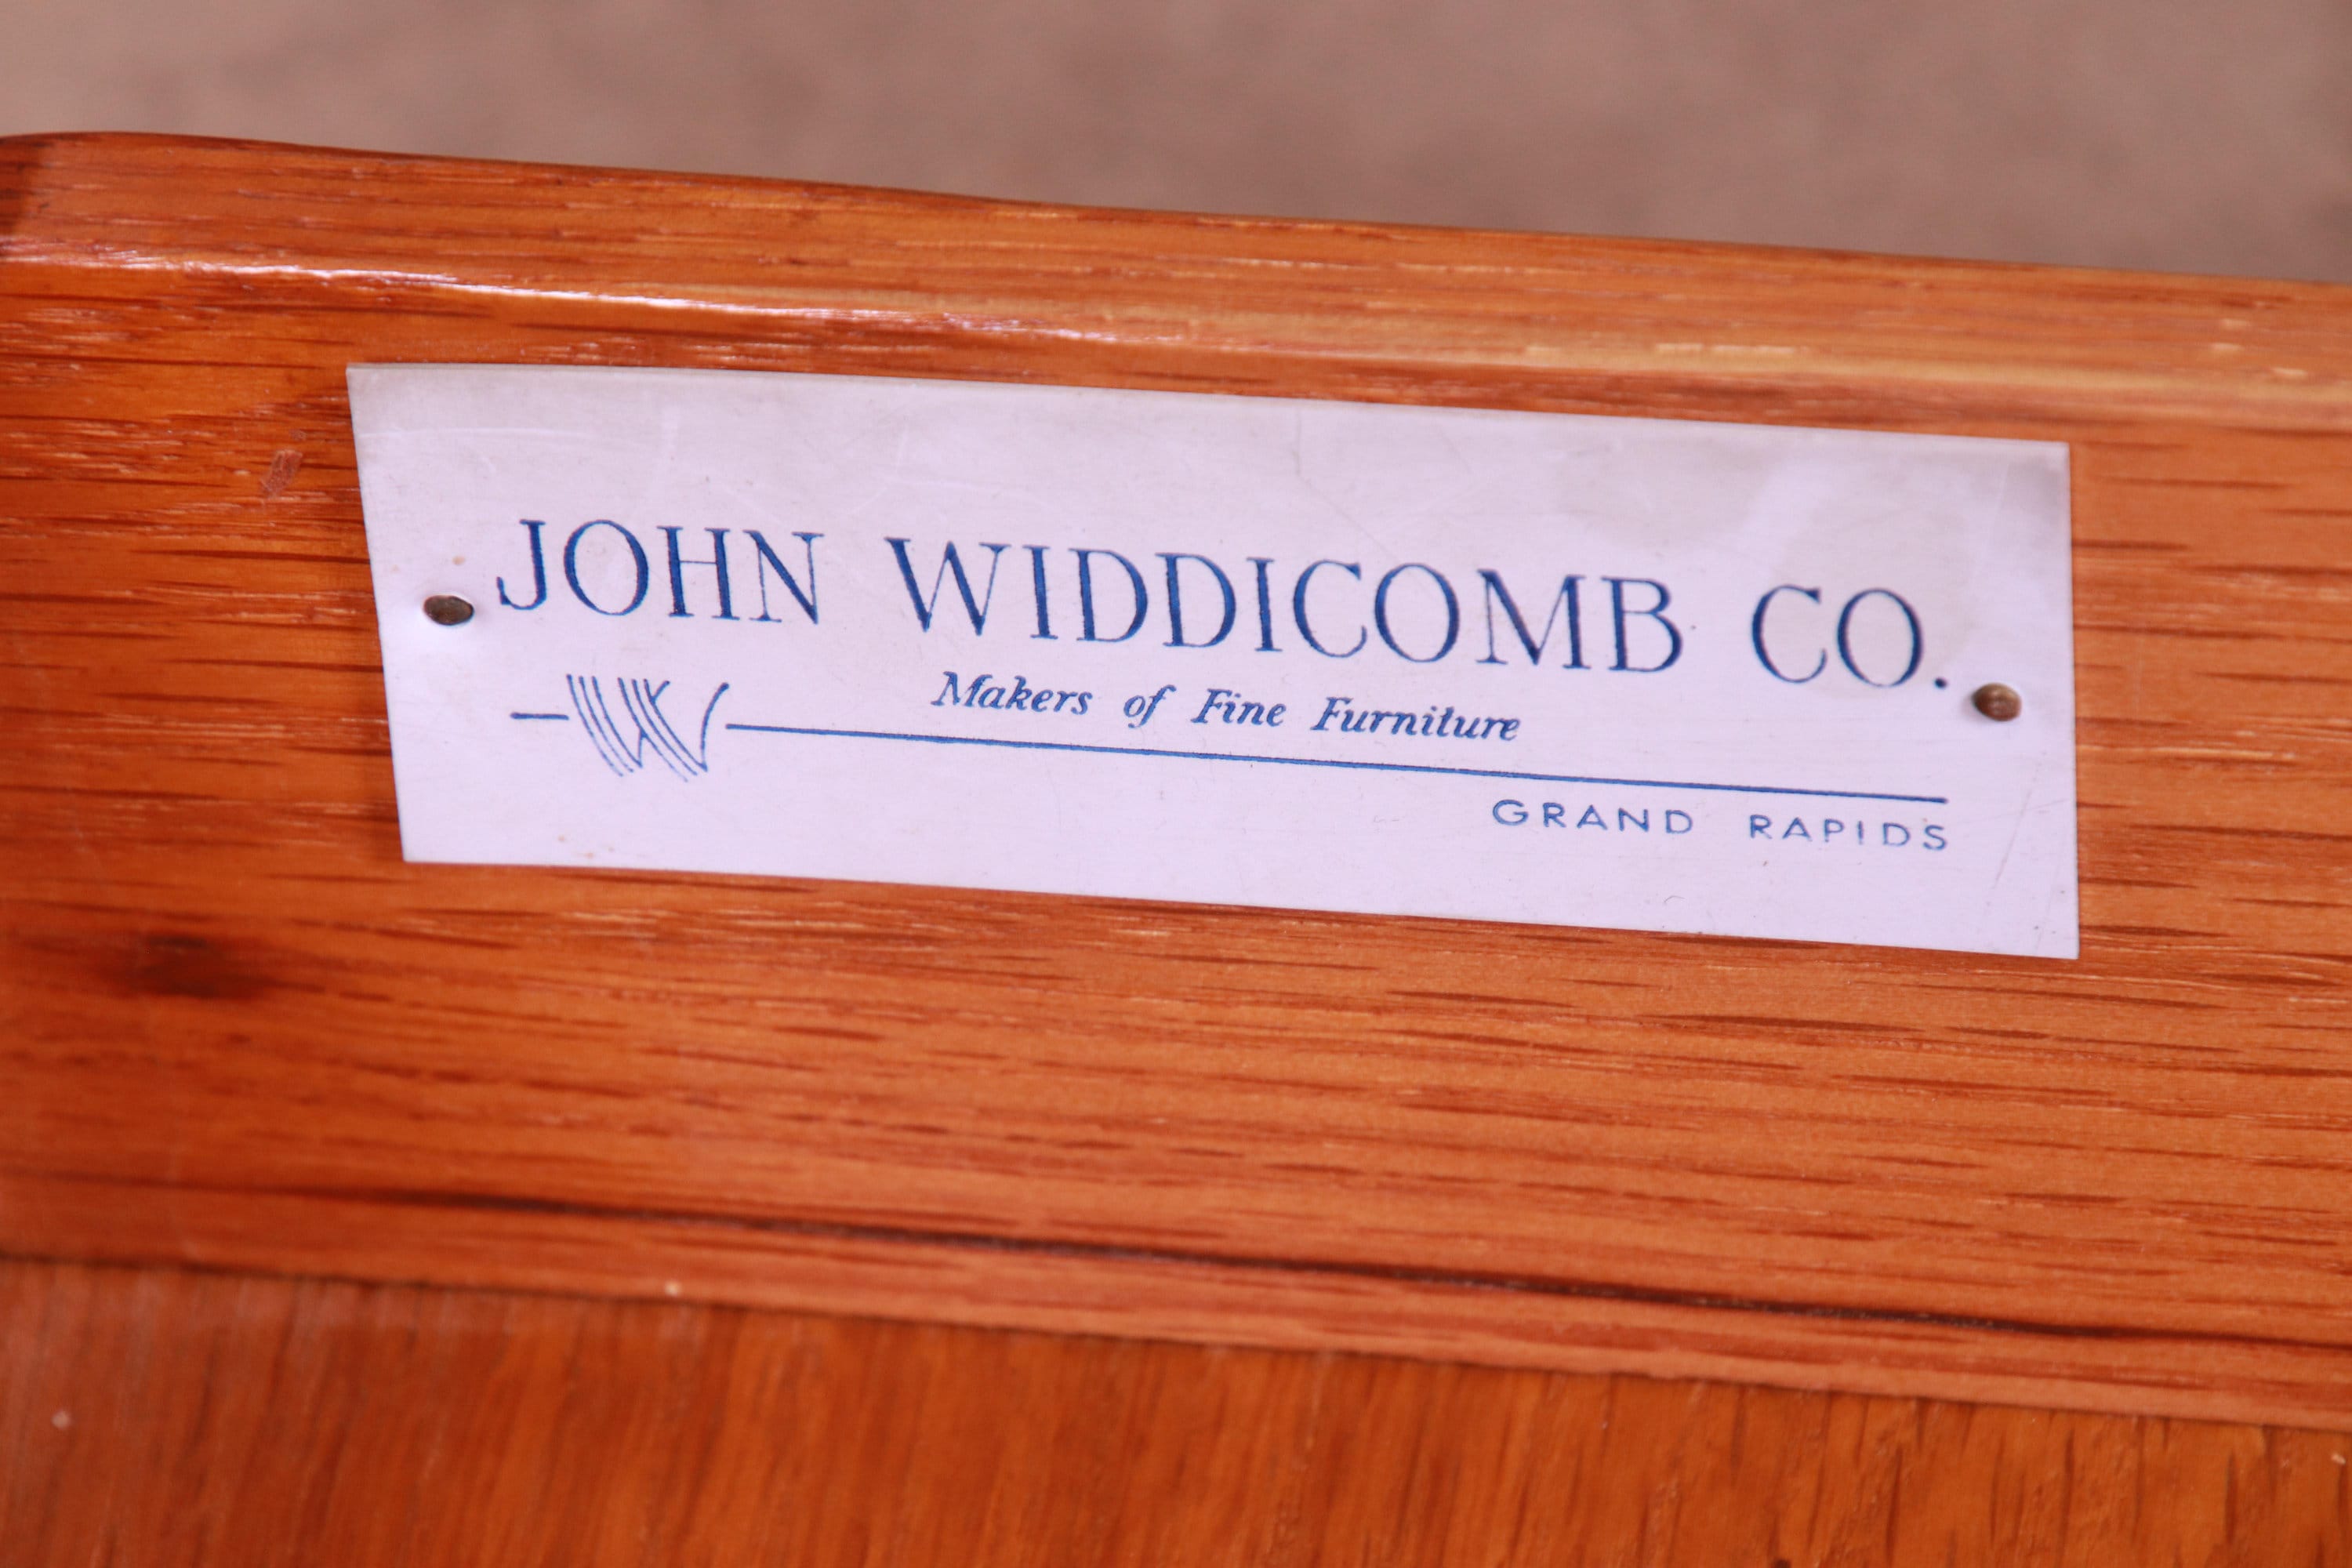 JOHN WIDDICOMB CO.
Makers of Fine Furniture
W
GRAND RAPIDS